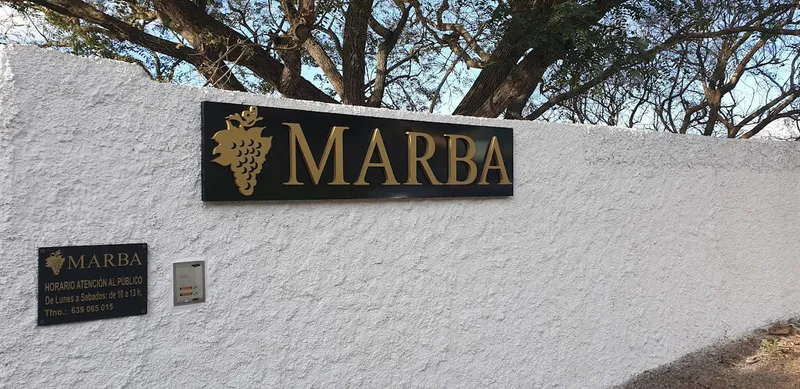 MARBA
MARBA
HORARIO ATENCIÓN AL PÚBLICO
De Lunes a Sabados: de 10 a 13 h.
Tfno.: 639 065 015